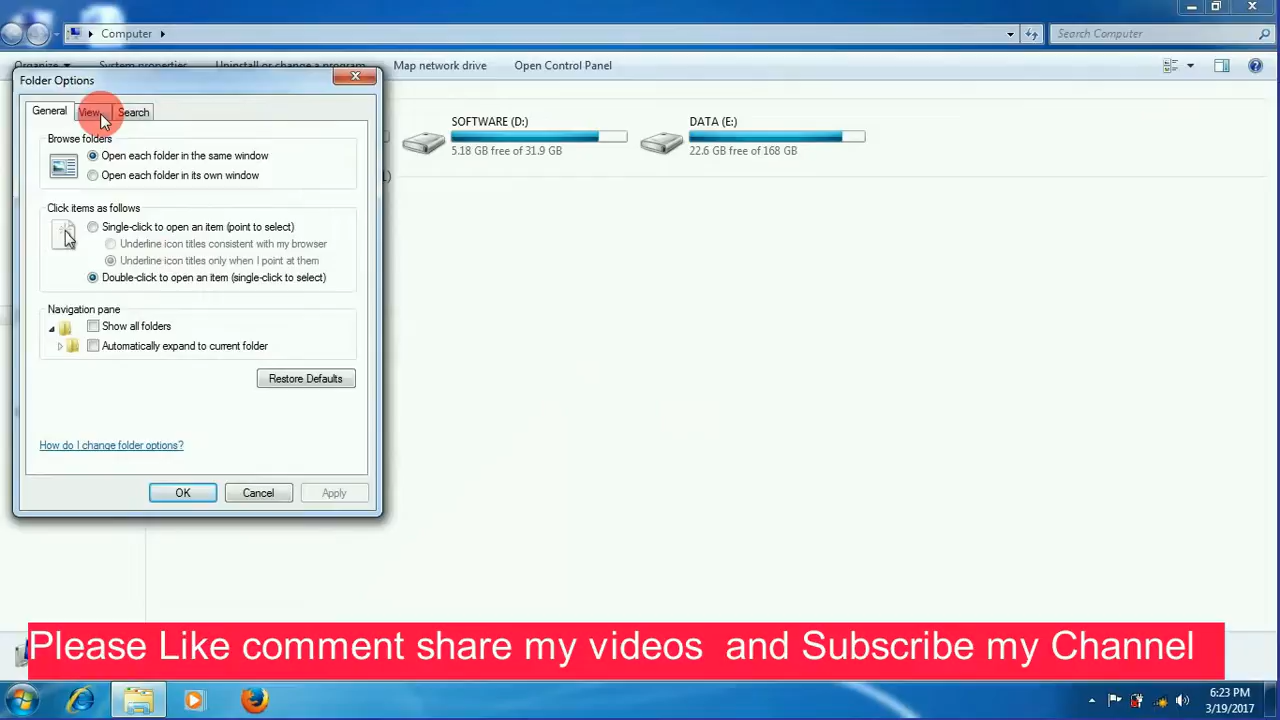 Computer
Search Computer
Organize
System properties
Uninstall or change a program
Map network drive
Open Control Panel
Folder Options
General
View
Search
Browse folders
Open each folder in the same window
Open each folder in its own window
Click items as follows
Single-click to open an item (point to select)
Underline icon titles consistent with my browser
Underline icon titles only when I point at them
Double-click to open an item (single-click to select)
Navigation pane
Show all folders
Automatically expand to current folder
Restore Defaults
How do I change folder options?
OK
Cancel
Apply
SOFTWARE (D:)
5.18 GB free of 31.9 GB
DATA (E:)
22.6 GB free of 168 GB
Please Like comment share my videos and Subscribe my Channel
6:23 PM
3/19/2017